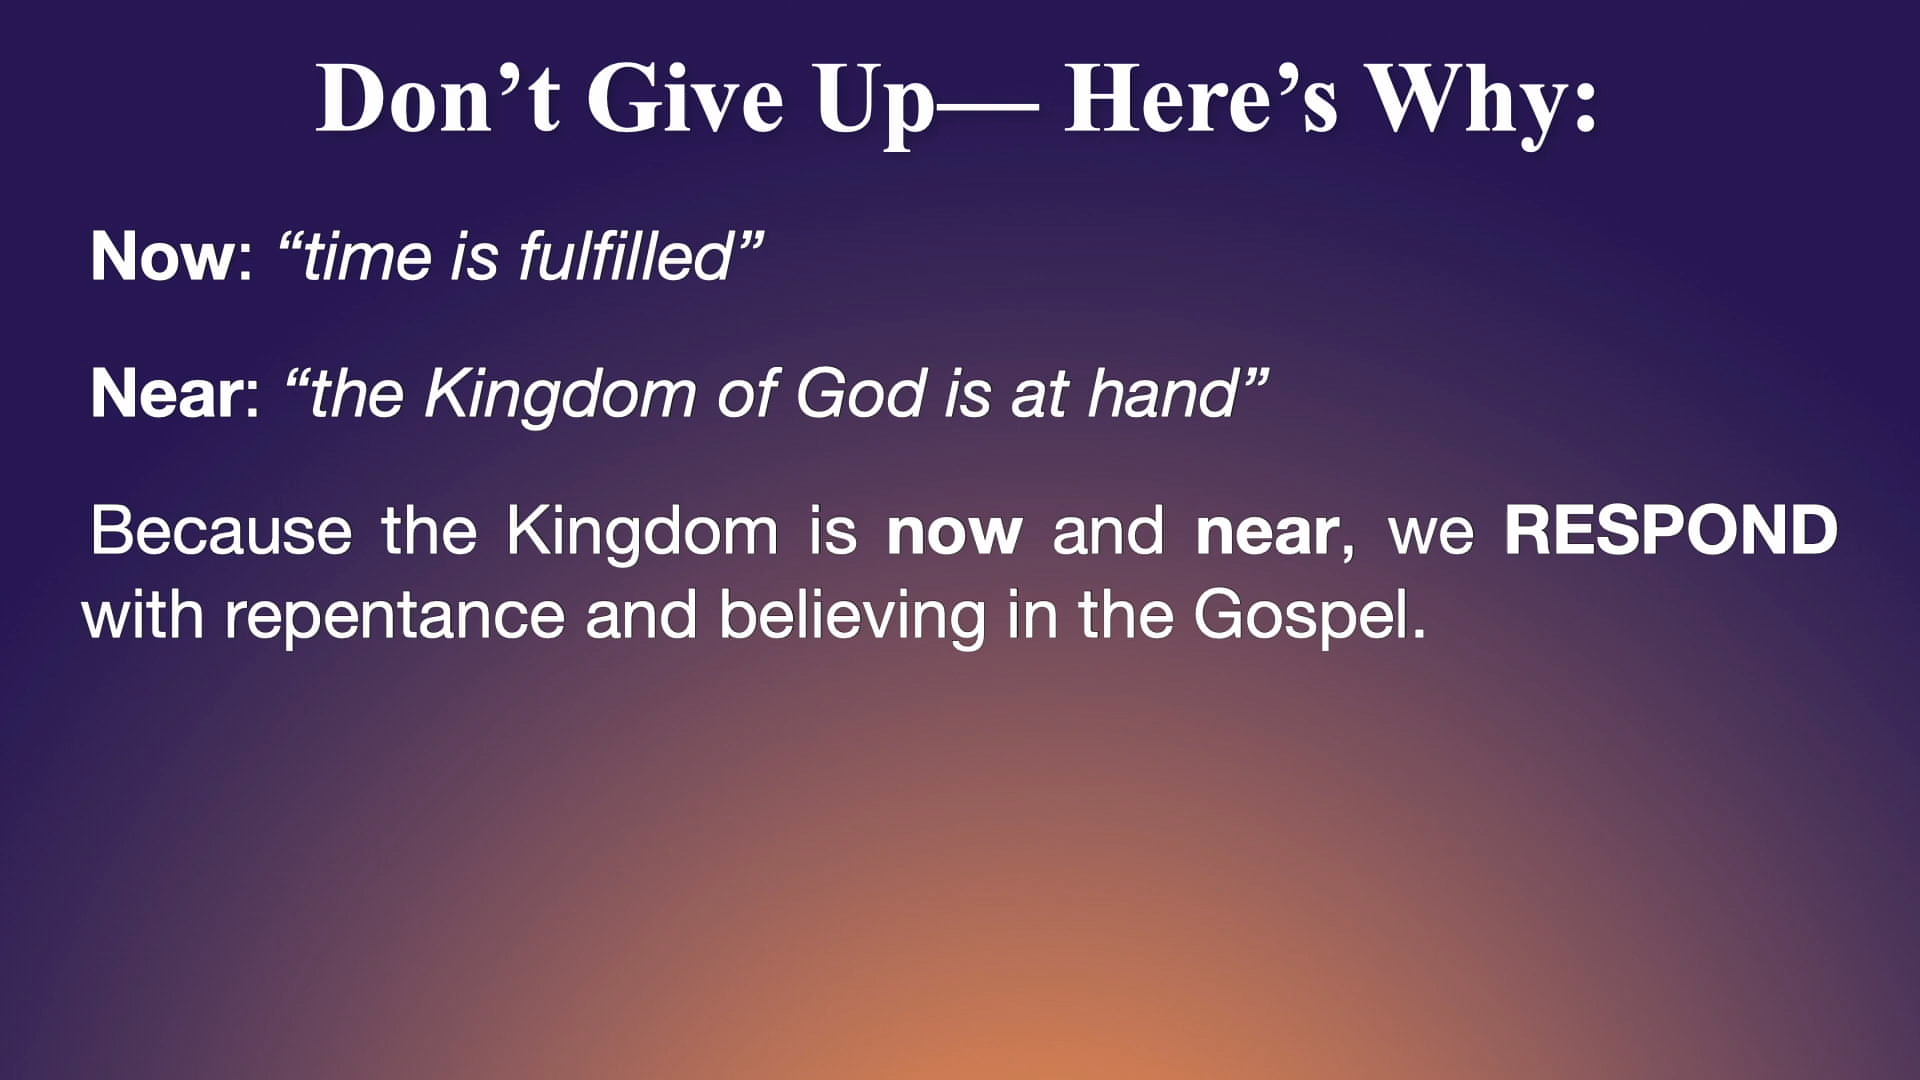 Don’t Give Up— Here’s Why:
Now: “time is fulfilled”
Near: “the Kingdom of God is at hand”
Because the Kingdom is now and near, we RESPOND
with repentance and believing in the Gospel.